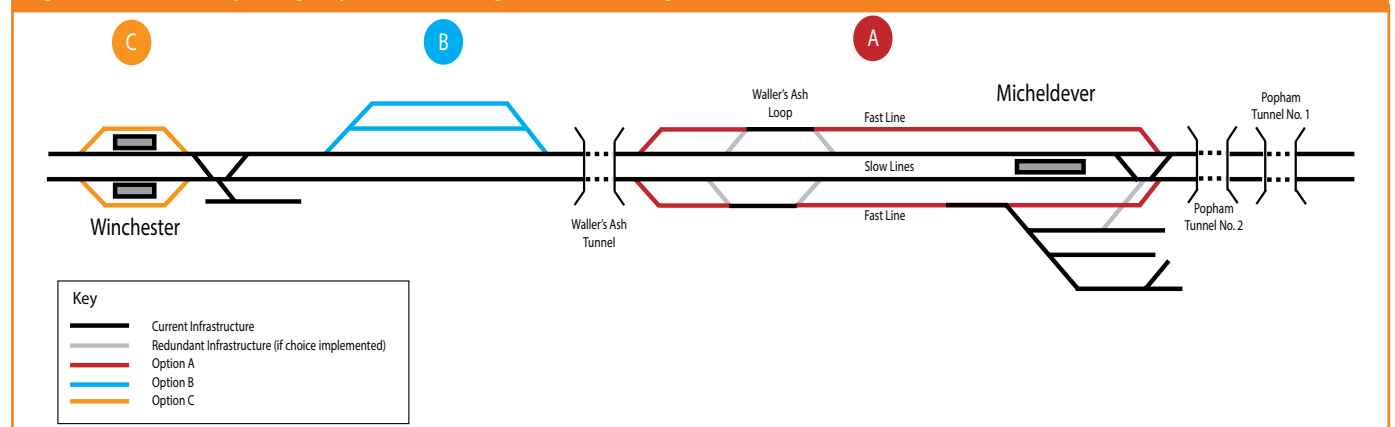 C
B
A
Waller's Ash
Loop
Fast Line
Micheldever
Popham
Tunnel No. 1
Slow Lines
Winchester
Waller's Ash
Tunnel
Fast Line
Popham
Tunnel No. 2
Key
Current Infrastructure
Redundant Infrastructure (if choice implemented)
Option A
Option B
Option C